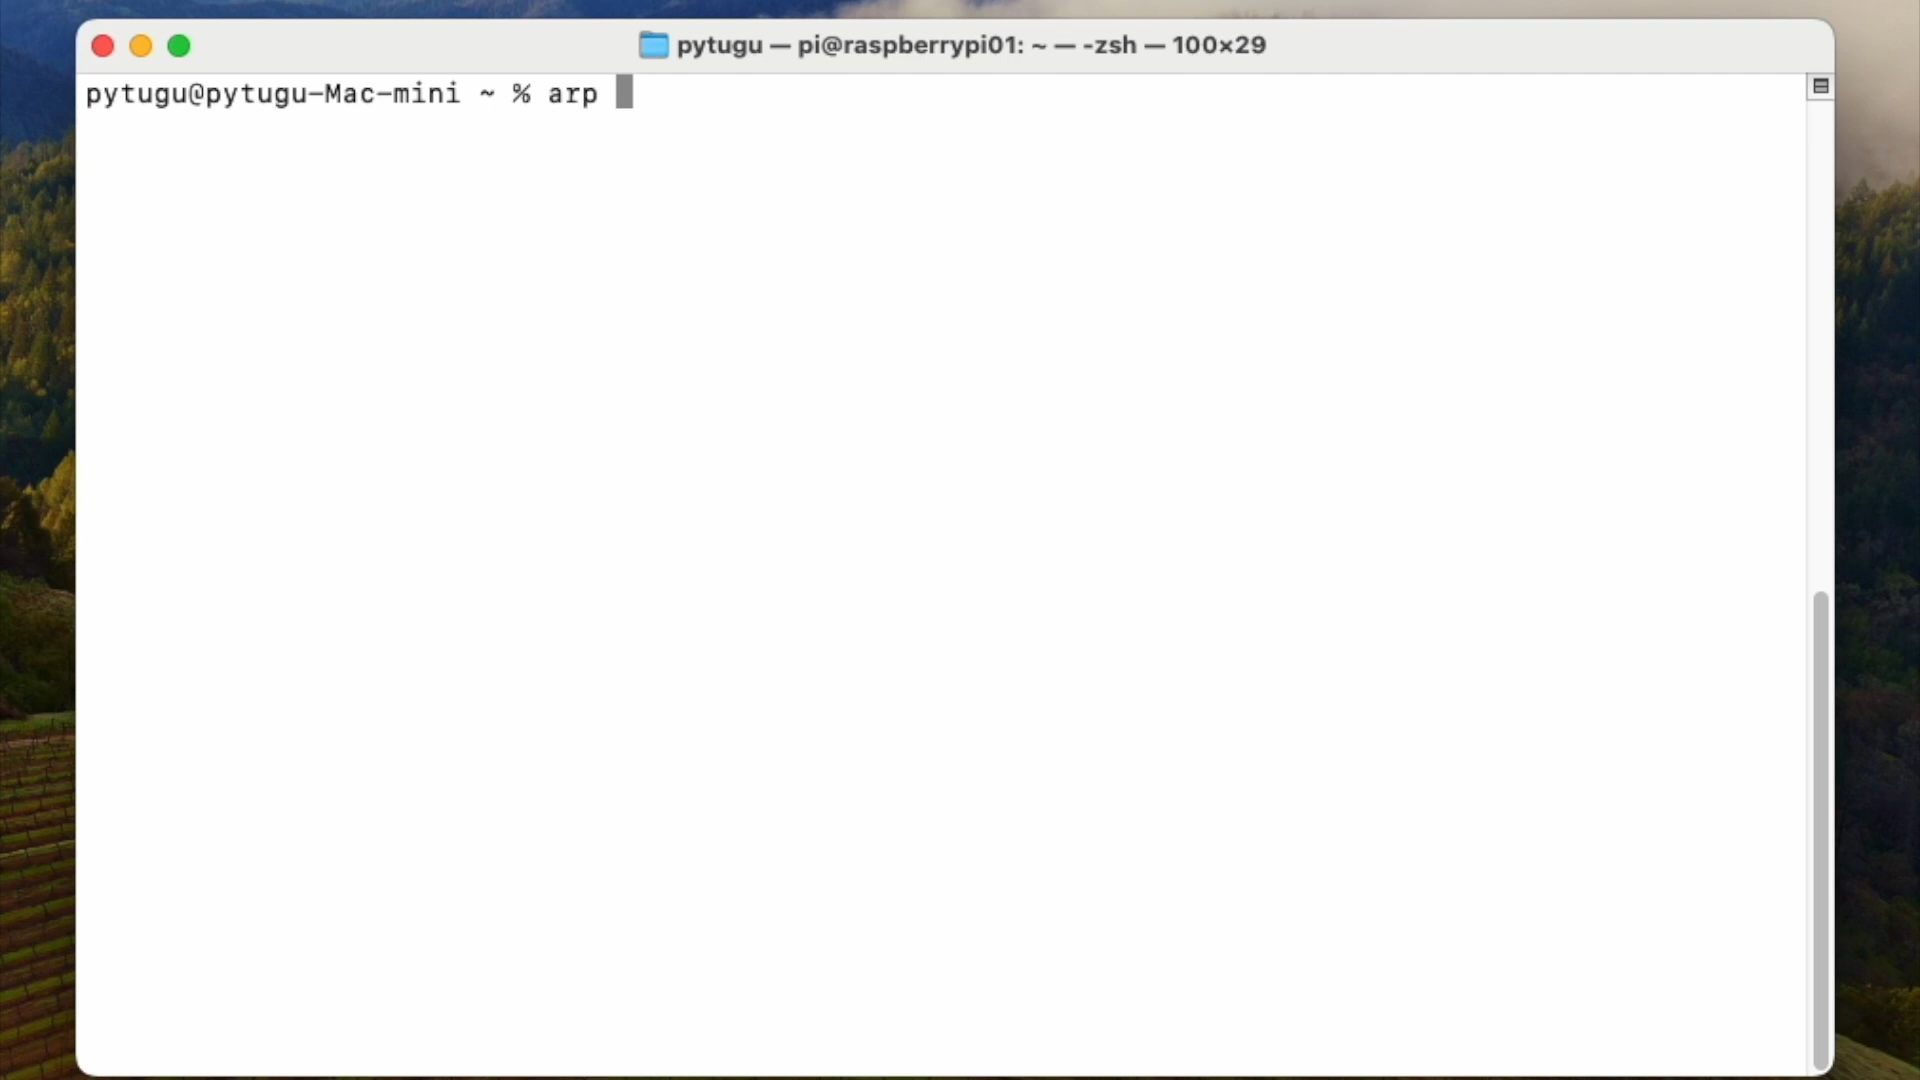 pytugu — pi@raspberrypi01: ~ — -zsh — 100×29
pytugu@pytugu-Mac-mini ~ % arp